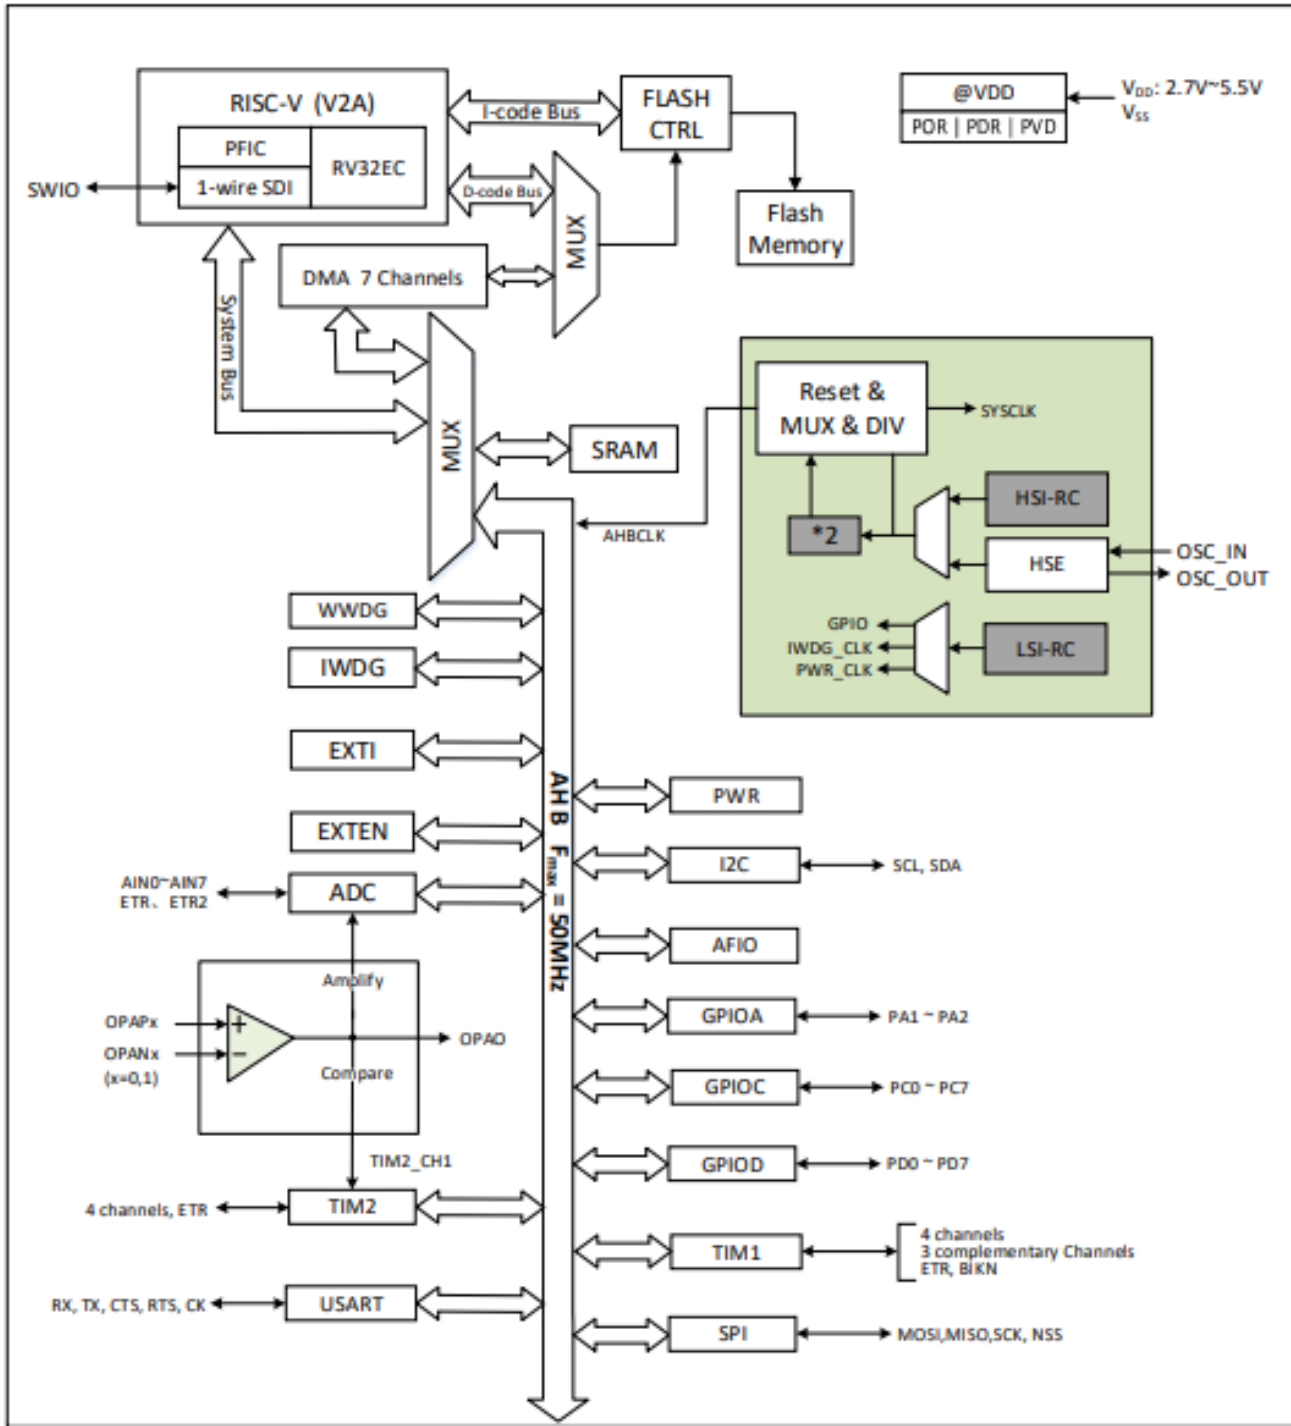 RISC-V (V2A)
PFIC
1-wire SDI
RV32EC
SWIO
I-code Bus
D-code Bus
FLASH
CTRL
Flash
Memory
@VDD
POR | PDR | PVD
VDD: 2.7V~5.5V
VSS
MUX
DMA 7 Channels
System Bus
MUX
SRAM
Reset &
MUX & DIV
SYSCLK
AHBCLK
*2
HSI-RC
HSE
OSC_IN
OSC_OUT
GPIO
IWDG_CLK
PWR_CLK
LSI-RC
WWDG
IWDG
EXTI
EXTEN
AIN0~AIN7
ETR、ETR2
ADC
Amplify
OPAPx
OPANx
(x=0,1)
OPAO
Compare
TIM2_CH1
4 channels, ETR
TIM2
RX, TX, CTS, RTS, CK
USART
AHB Fmax = 50MHz
PWR
I2C
SCL, SDA
AFIO
GPIOA
PA1 ~ PA2
GPIOC
PC0 ~ PC7
GPIOD
PD0 ~ PD7
TIM1
4 channels
3 complementary Channels
ETR, BIKN
SPI
MOSI,MISO,SCK, NSS